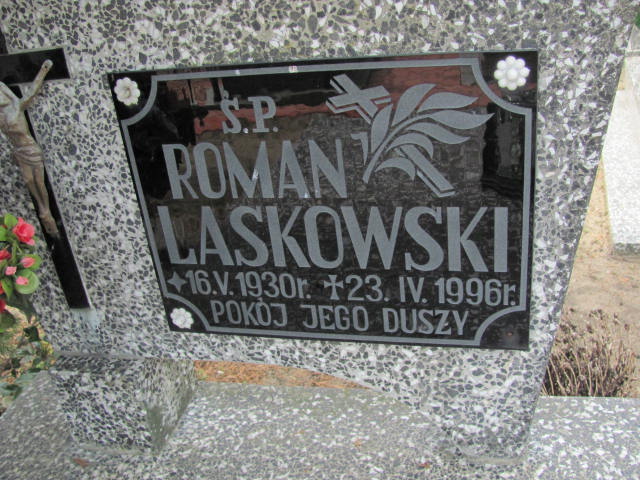 Ś.P.
ROMAN
LASKOWSKI
✦16.V.1930r. ✝23.IV.1996r.
POKÓJ JEGO DUSZY